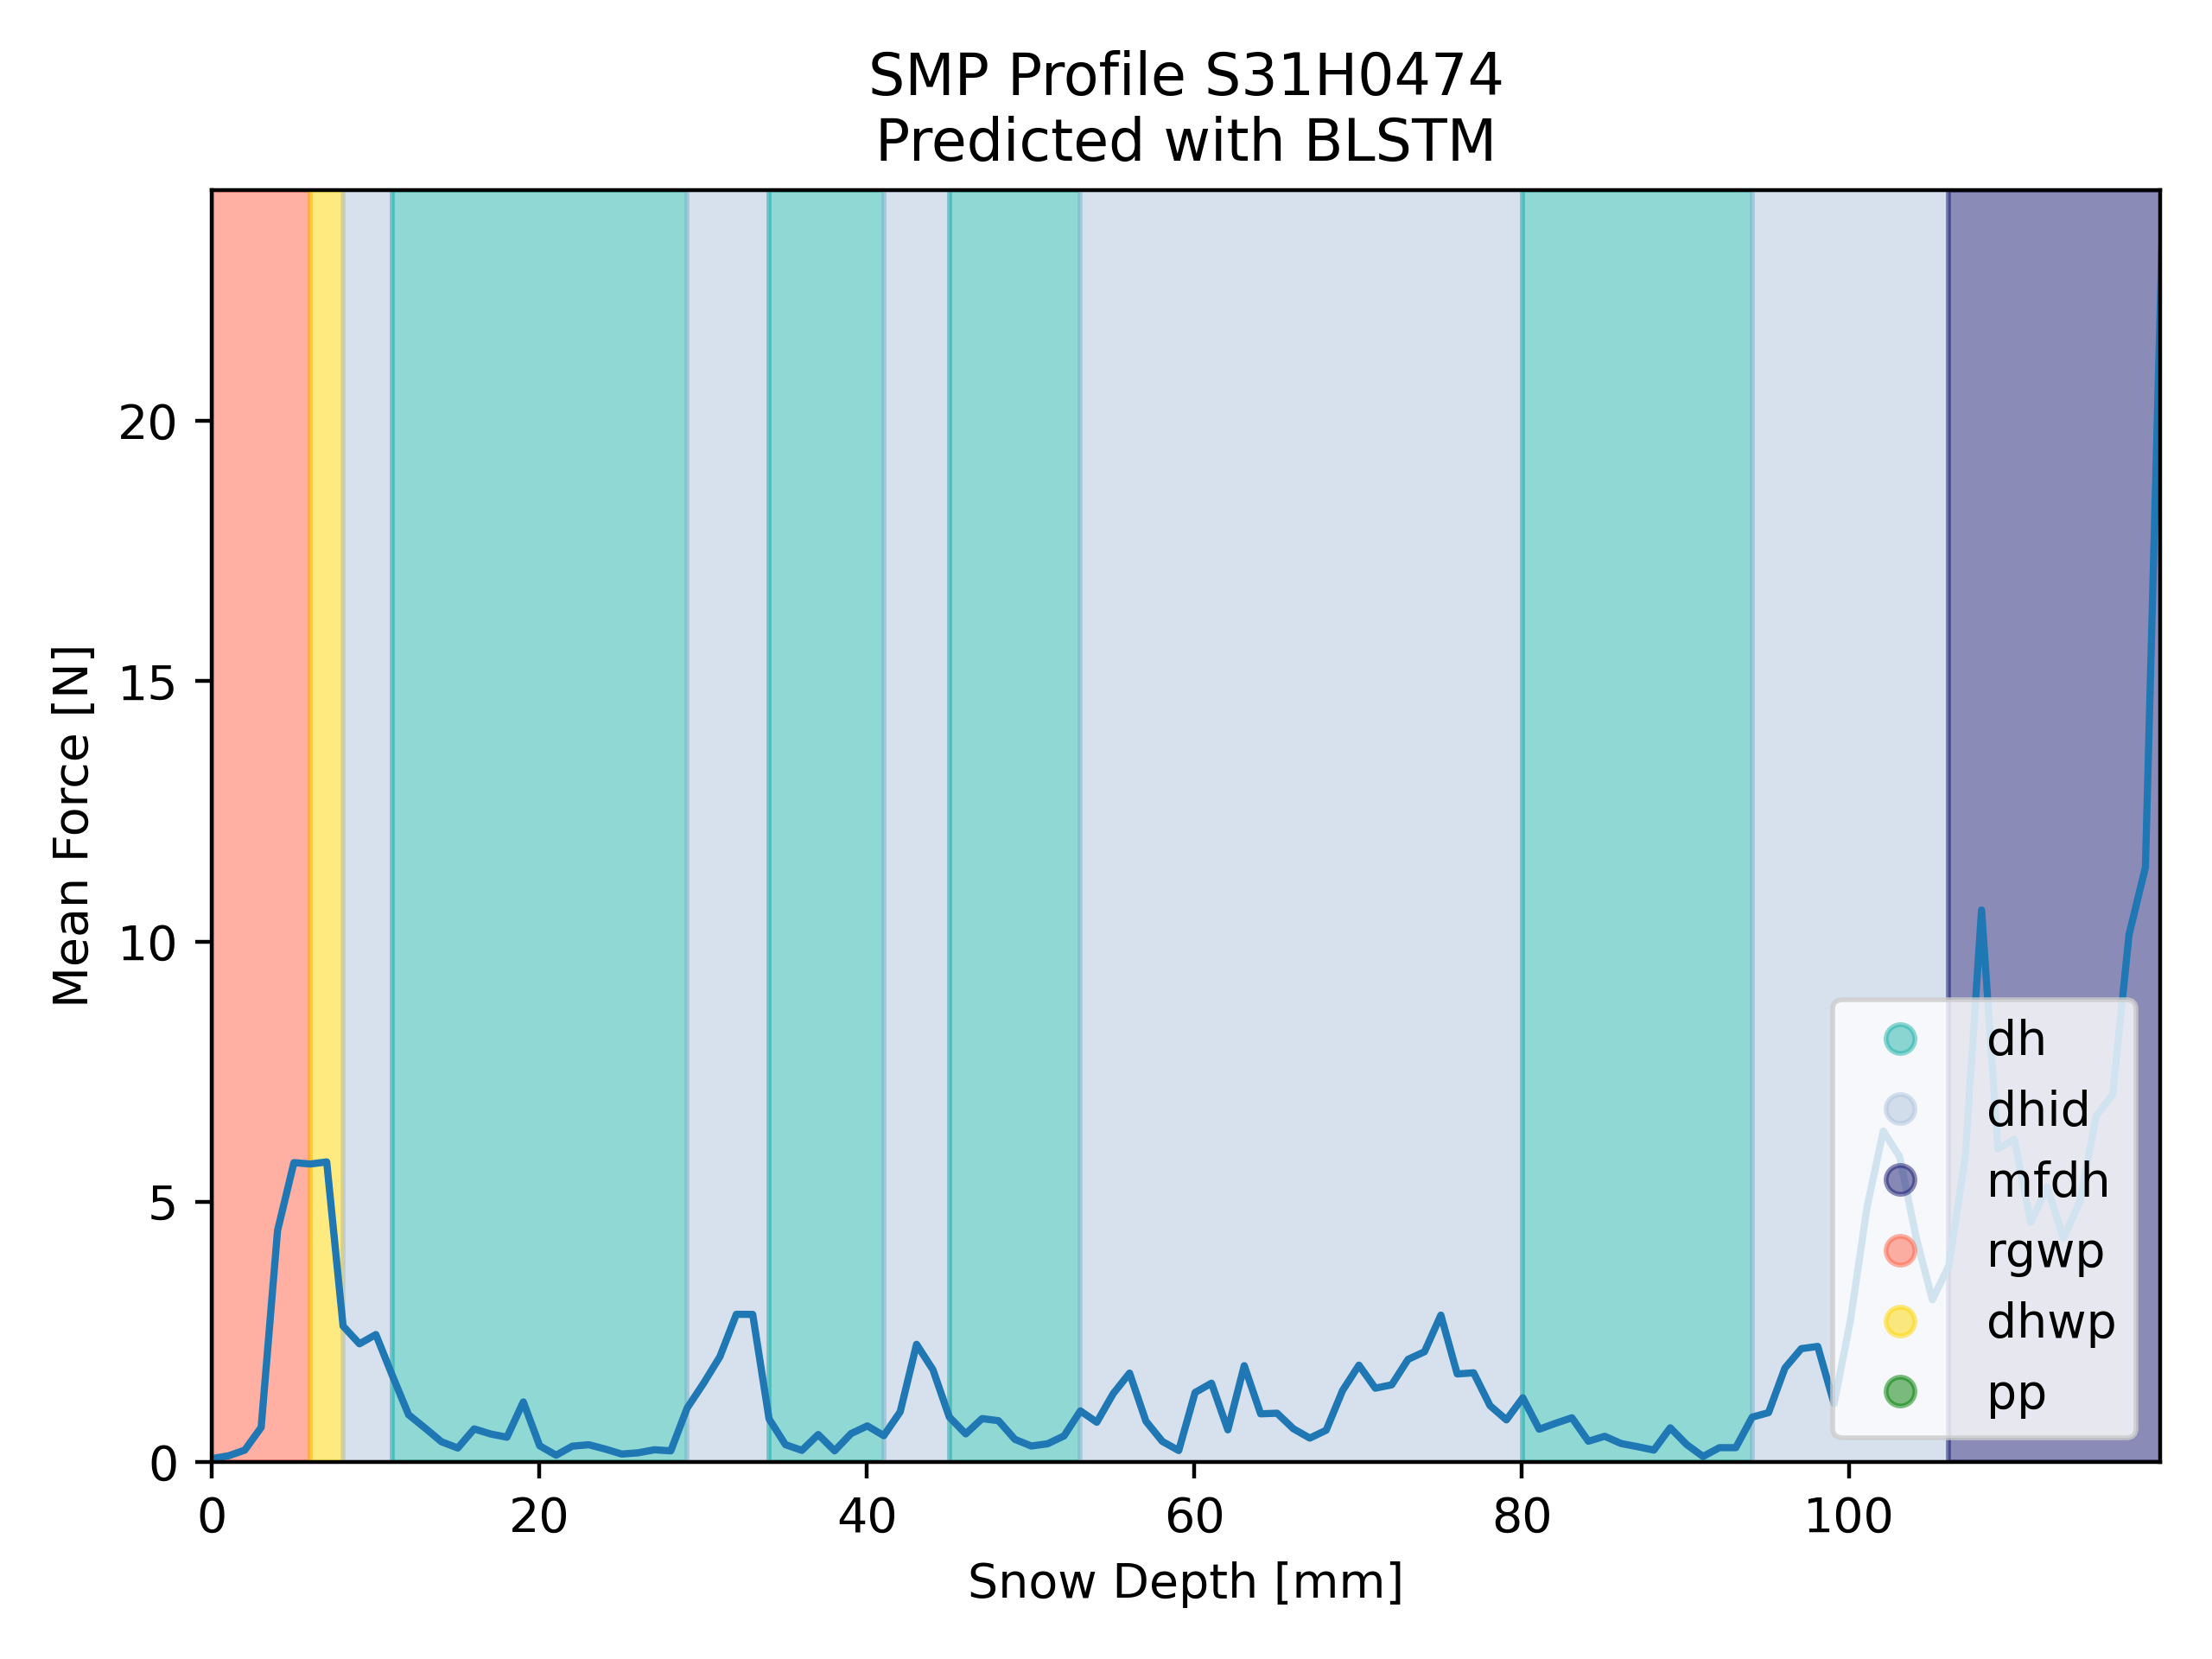 SMP Profile S31H0474
Predicted with BLSTM
Mean Force [N]
20
15
10
5
0
dh
dhid
mfdh
rgwp
dhwp
pp
0 20 40 60 80 100
Snow Depth [mm]